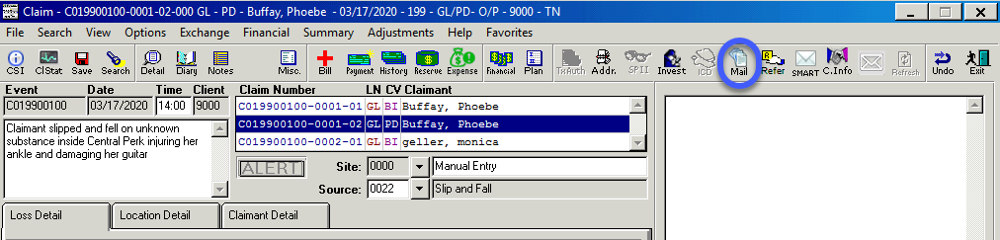 Claim - C019900100-0001-02-000 GL - PD - Buffay, Phoebe - 03/17/2020 - 199 - GL/PD- O/P - 9000 - TN
File Search View Options Exchange Financial Summary Adjustments Help Favorites
CSI ClStat Save Search Detail Diary Notes Misc. Bill Payment History Reserve Expense Financial Plan TrAuth Addr. SPII Invest ICD Mail Refer SMART C.Info Refresh Undo Exit
Event Date Time Client Claim Number LN CV Claimant
C019900100 03/17/2020 14:00 9000 C019900100-0001-01 GL BI Buffay, Phoebe
C019900100-0001-02 GL PD Buffay, Phoebe
C019900100-0002-01 GL BI geller, monica
Claimant slipped and fell on unknown
substance inside Central Perk injuring her
ankle and damaging her guitar
ALERT Site: 0000 Manual Entry
Source: 0022 Slip and Fall
Loss Detail Location Detail Claimant Detail